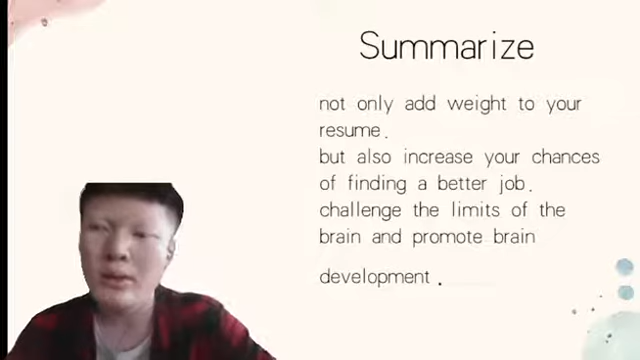 Summarize
not only add weight to your
resume.
but also increase your chances
of finding a better job.
challenge the limits of the
brain and promote brain
development.